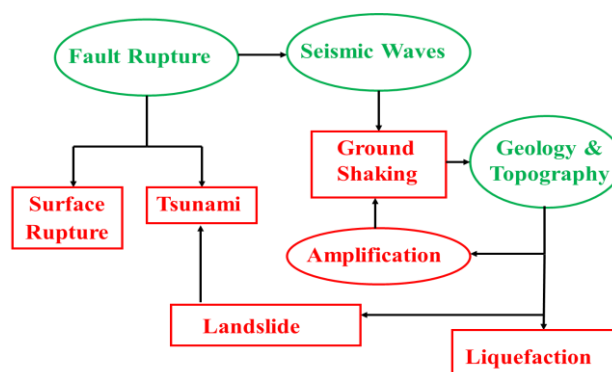 Fault Rupture
Seismic Waves
Ground
Shaking
Geology &
Topography
Surface
Rupture
Tsunami
Amplification
Landslide
Liquefaction